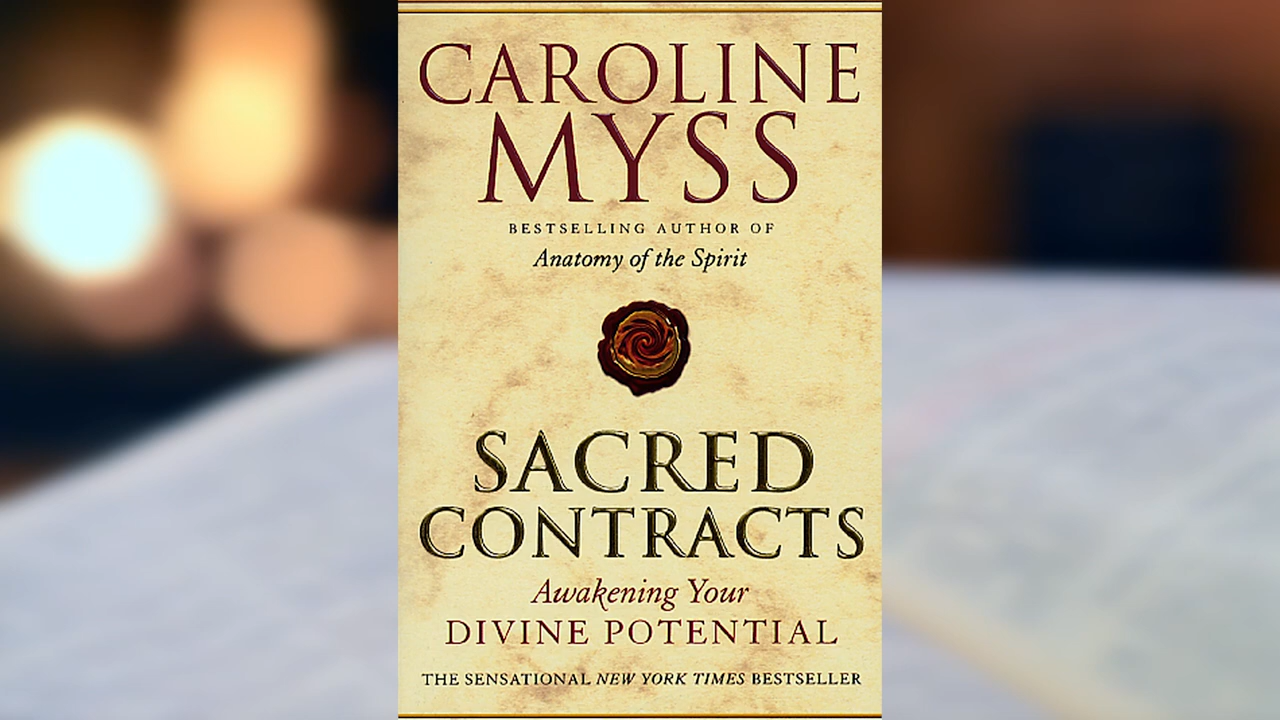 CAROLINE
MYSS
BESTSELLING AUTHOR OF
Anatomy of the Spirit
SACRED
CONTRACTS
Awakening Your
DIVINE POTENTIAL
THE SENSATIONAL NEW YORK TIMES BESTSELLER